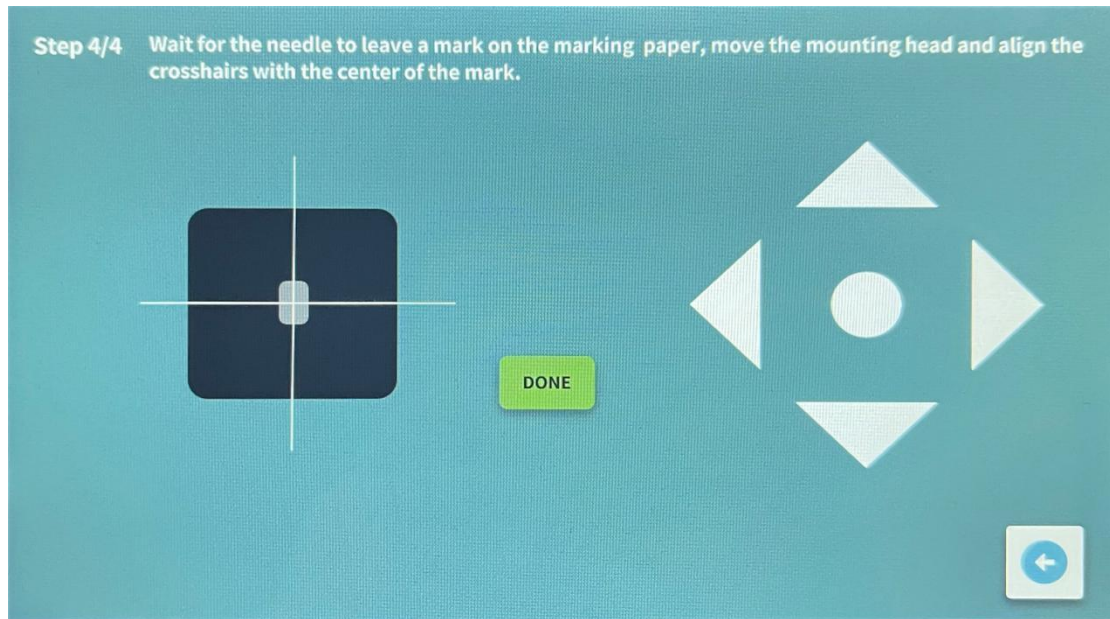 Step 4/4 Wait for the needle to leave a mark on the marking paper, move the mounting head and align the
crosshairs with the center of the mark.
DONE